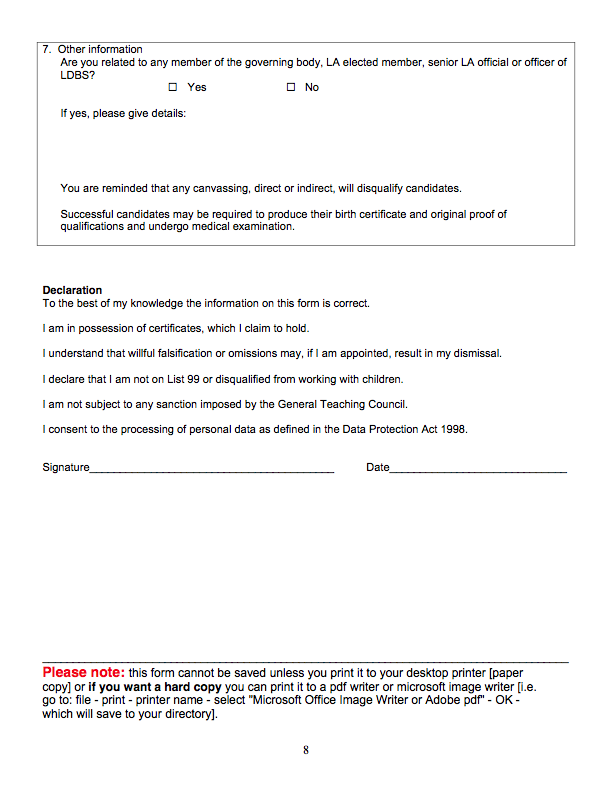 7. Other information
Are you related to any member of the governing body, LA elected member, senior LA official or officer of
LDBS?
☐ Yes ☐ No
If yes, please give details:
You are reminded that any canvassing, direct or indirect, will disqualify candidates.
Successful candidates may be required to produce their birth certificate and original proof of
qualifications and undergo medical examination.
Declaration
To the best of my knowledge the information on this form is correct.
I am in possession of certificates, which I claim to hold.
I understand that willful falsification or omissions may, if I am appointed, result in my dismissal.
I declare that I am not on List 99 or disqualified from working with children.
I am not subject to any sanction imposed by the General Teaching Council.
I consent to the processing of personal data as defined in the Data Protection Act 1998.
Signature________________________________________ Date_____________________________
Please note: this form cannot be saved unless you print it to your desktop printer [paper
copy] or if you want a hard copy you can print it to a pdf writer or microsoft image writer [i.e.
go to: file - print - printer name - select "Microsoft Office Image Writer or Adobe pdf" - OK -
which will save to your directory].
8